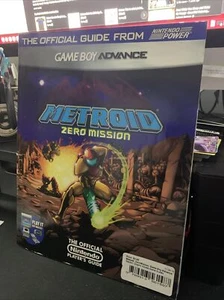 THE OFFICIAL GUIDE FROM NINTENDO POWER
GAME BOY ADVANCE
METROID
ZERO MISSION
THE OFFICIAL
Nintendo
PLAYER'S GUIDE